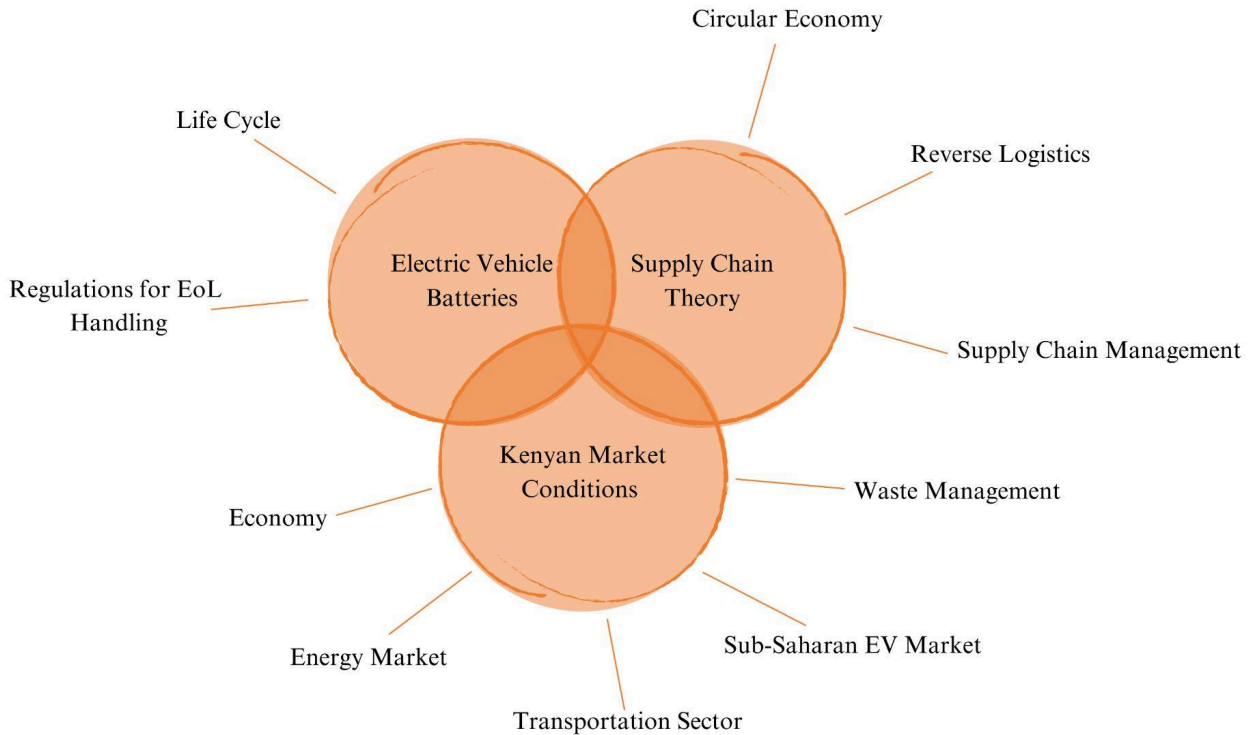 Circular Economy
Life Cycle
Reverse Logistics
Electric Vehicle
Batteries
Supply Chain
Theory
Regulations for EoL
Handling
Supply Chain Management
Kenyan Market
Conditions
Waste Management
Economy
Sub-Saharan EV Market
Energy Market
Transportation Sector